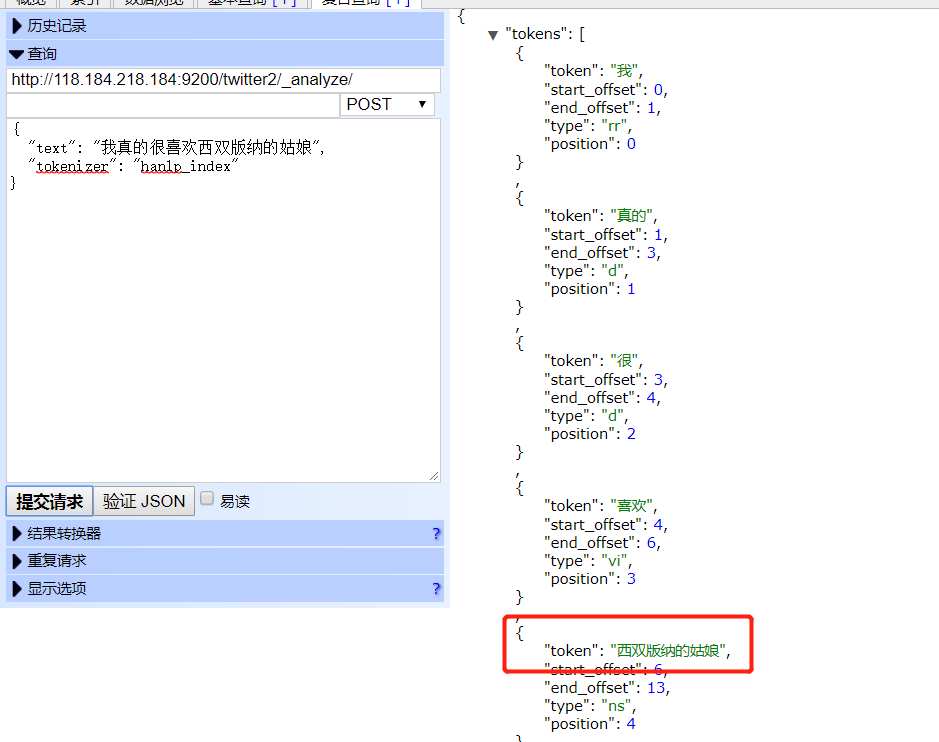 概览
索引
数据浏览
基本查询 [+]
复合查询 [+]
历史记录
查询
http://118.184.218.184:9200/twitter2/_analyze/
POST
{
"text": "我真的很喜欢西双版纳的姑娘",
"tokenizer": "hanlp_index"
}
提交请求
验证 JSON
易读
结果转换器 ?
重复请求
显示选项 ?
{
"tokens": [
{
"token": "我",
"start_offset": 0,
"end_offset": 1,
"type": "rr",
"position": 0
}
,
{
"token": "真的",
"start_offset": 1,
"end_offset": 3,
"type": "d",
"position": 1
}
,
{
"token": "很",
"start_offset": 3,
"end_offset": 4,
"type": "d",
"position": 2
}
,
{
"token": "喜欢",
"start_offset": 4,
"end_offset": 6,
"type": "vi",
"position": 3
}
,
{
"token": "西双版纳的姑娘",
"start_offset": 6,
"end_offset": 13,
"type": "ns",
"position": 4
}